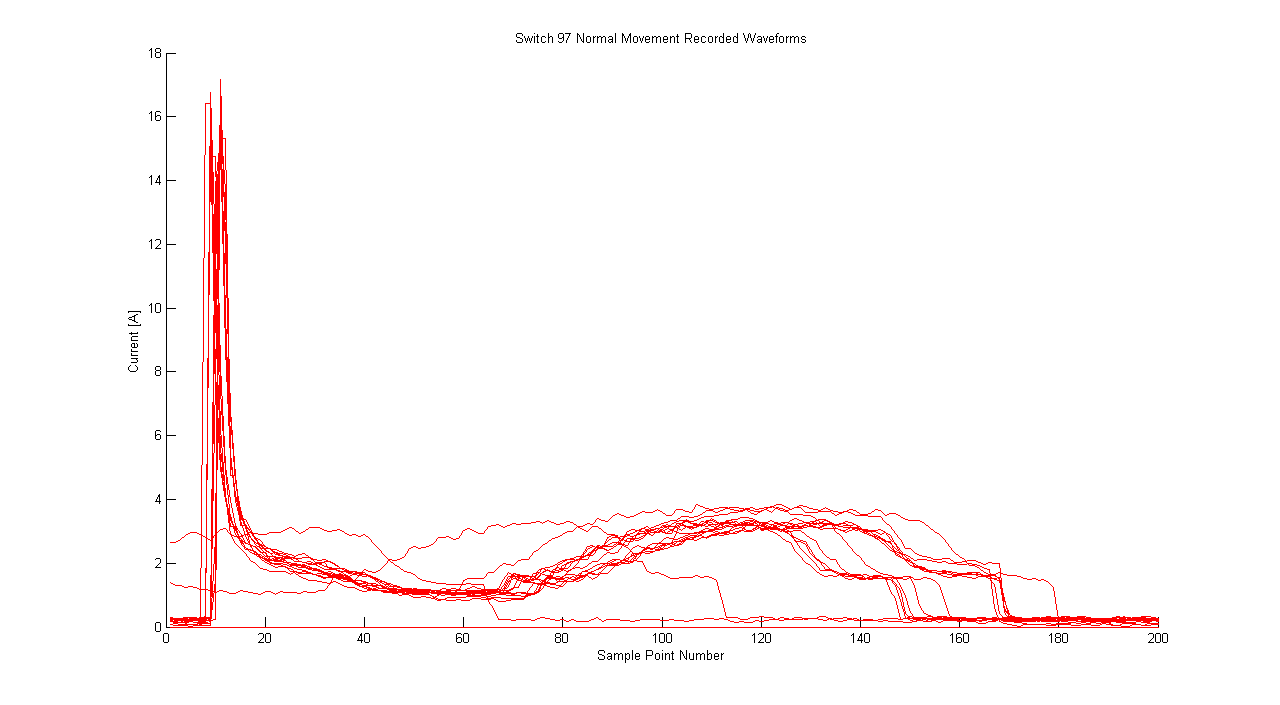 Switch 97 Normal Movement Recorded Waveforms
18
16
14
12
10
8
6
4
2
0
Current [A]
0 20 40 60 80 100 120 140 160 180 200
Sample Point Number